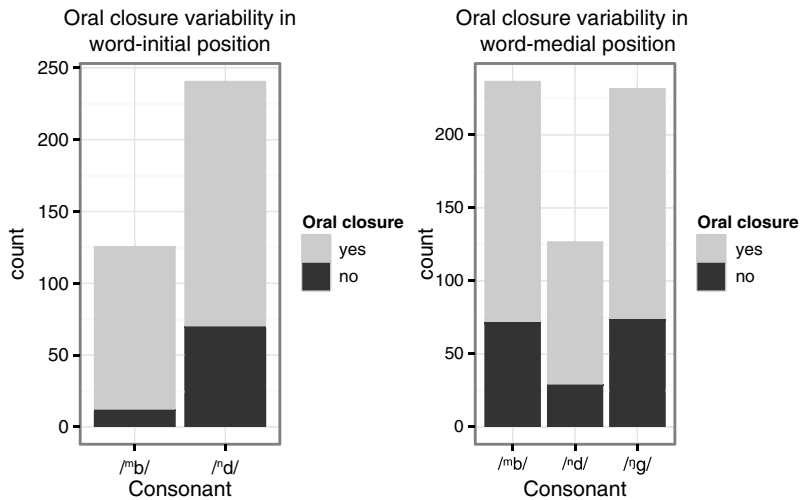 Oral closure variability in
word-initial position
250
200
150
100
50
0
count
/ᵐb/
/ⁿd/
Consonant
Oral closure
yes
no
Oral closure variability in
word-medial position
200
150
100
50
0
count
/ᵐb/
/ⁿd/
/ᵑg/
Consonant
Oral closure
yes
no